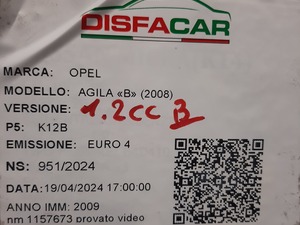 DISFACAR
MARCA: OPEL
MODELLO: AGILA «B» (2008)
VERSIONE: 1.2CC B
P5: K12B
EMISSIONE: EURO 4
NS: 951/2024
DATA: 19/04/2024 17:00:00
ANNO IMM: 2009
nm 1157673 provato video